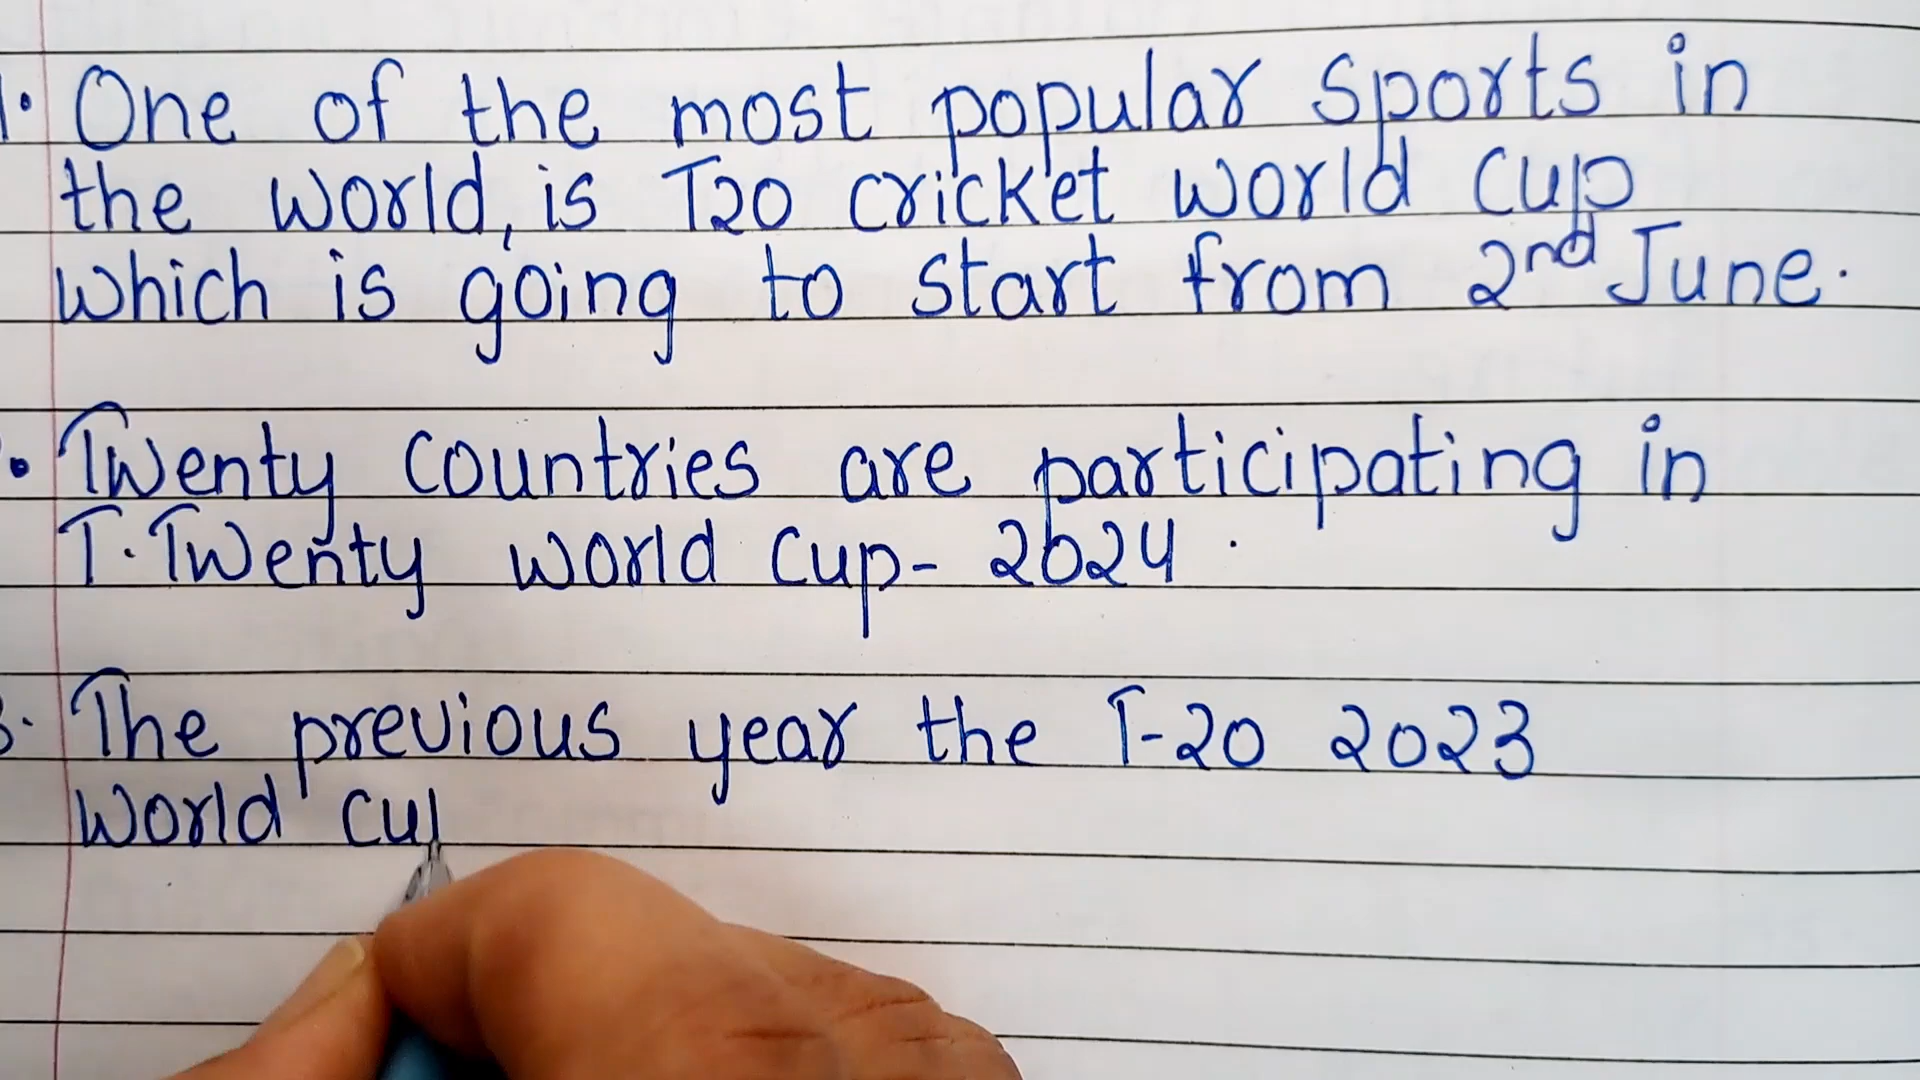 1. One of the most popular sports in
the world, is T20 cricket world cup
which is going to start from 2nd June.
. Twenty countries are participating in
T. Twenty world cup- 2024 .
3. The previous year the T-20 2023
World cup